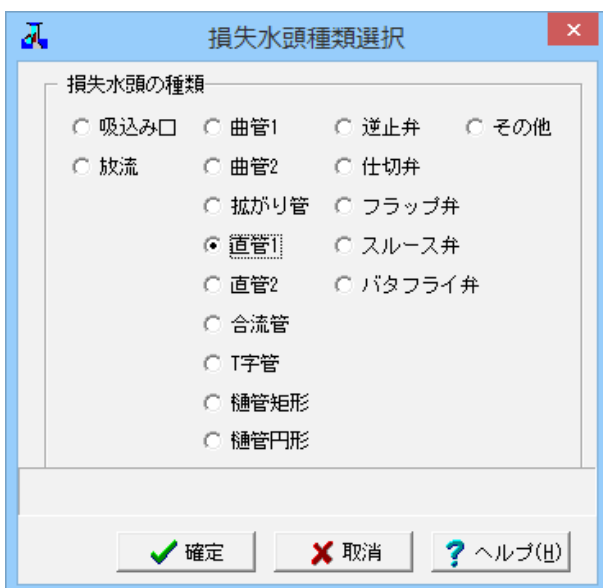 損失水頭種類選択
損失水頭の種類
吸込み口 曲管1 逆止弁 その他
放流 曲管2 仕切弁
拡がり管 フラップ弁
直管1 スルース弁
直管2 バタフライ弁
合流管
T字管
樋管矩形
樋管円形
確定 取消 ヘルプ(H)